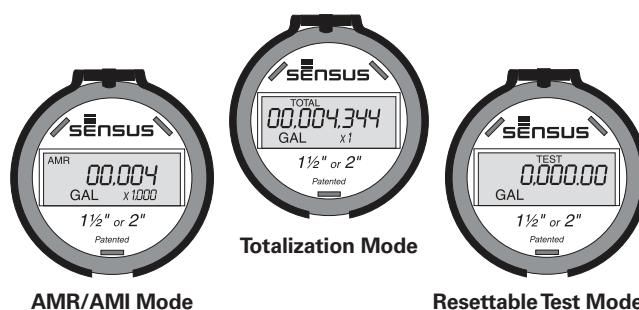 SENSUS
AMR
00,004
GAL x1,000
1½" or 2"
Patented
AMR/AMI Mode
SENSUS
TOTAL
00,004,344
GAL x1
1½" or 2"
Patented
Totalization Mode
SENSUS
TEST
0,000.00
GAL
1½" or 2"
Patented
Resettable Test Mode